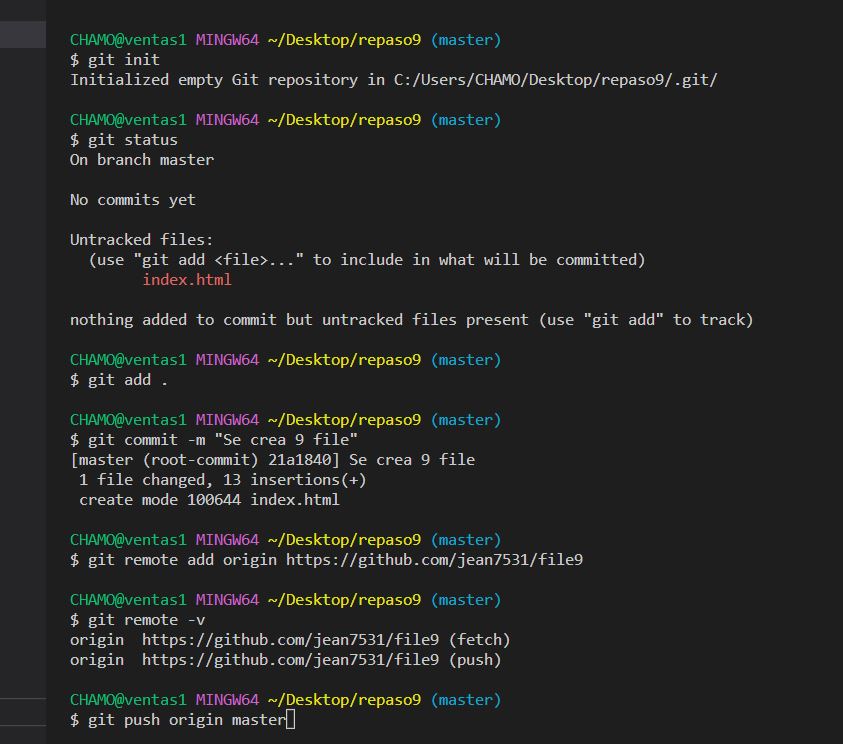 CHAMO@ventas1 MINGW64 ~/Desktop/repaso9 (master)
$ git init
Initialized empty Git repository in C:/Users/CHAMO/Desktop/repaso9/.git/
CHAMO@ventas1 MINGW64 ~/Desktop/repaso9 (master)
$ git status
On branch master
No commits yet
Untracked files:
  (use "git add <file>..." to include in what will be committed)
        index.html
nothing added to commit but untracked files present (use "git add" to track)
CHAMO@ventas1 MINGW64 ~/Desktop/repaso9 (master)
$ git add .
CHAMO@ventas1 MINGW64 ~/Desktop/repaso9 (master)
$ git commit -m "Se crea 9 file"
[master (root-commit) 21a1840] Se crea 9 file
 1 file changed, 13 insertions(+)
 create mode 100644 index.html
CHAMO@ventas1 MINGW64 ~/Desktop/repaso9 (master)
$ git remote add origin https://github.com/jean7531/file9
CHAMO@ventas1 MINGW64 ~/Desktop/repaso9 (master)
$ git remote -v
origin  https://github.com/jean7531/file9 (fetch)
origin  https://github.com/jean7531/file9 (push)
CHAMO@ventas1 MINGW64 ~/Desktop/repaso9 (master)
$ git push origin master